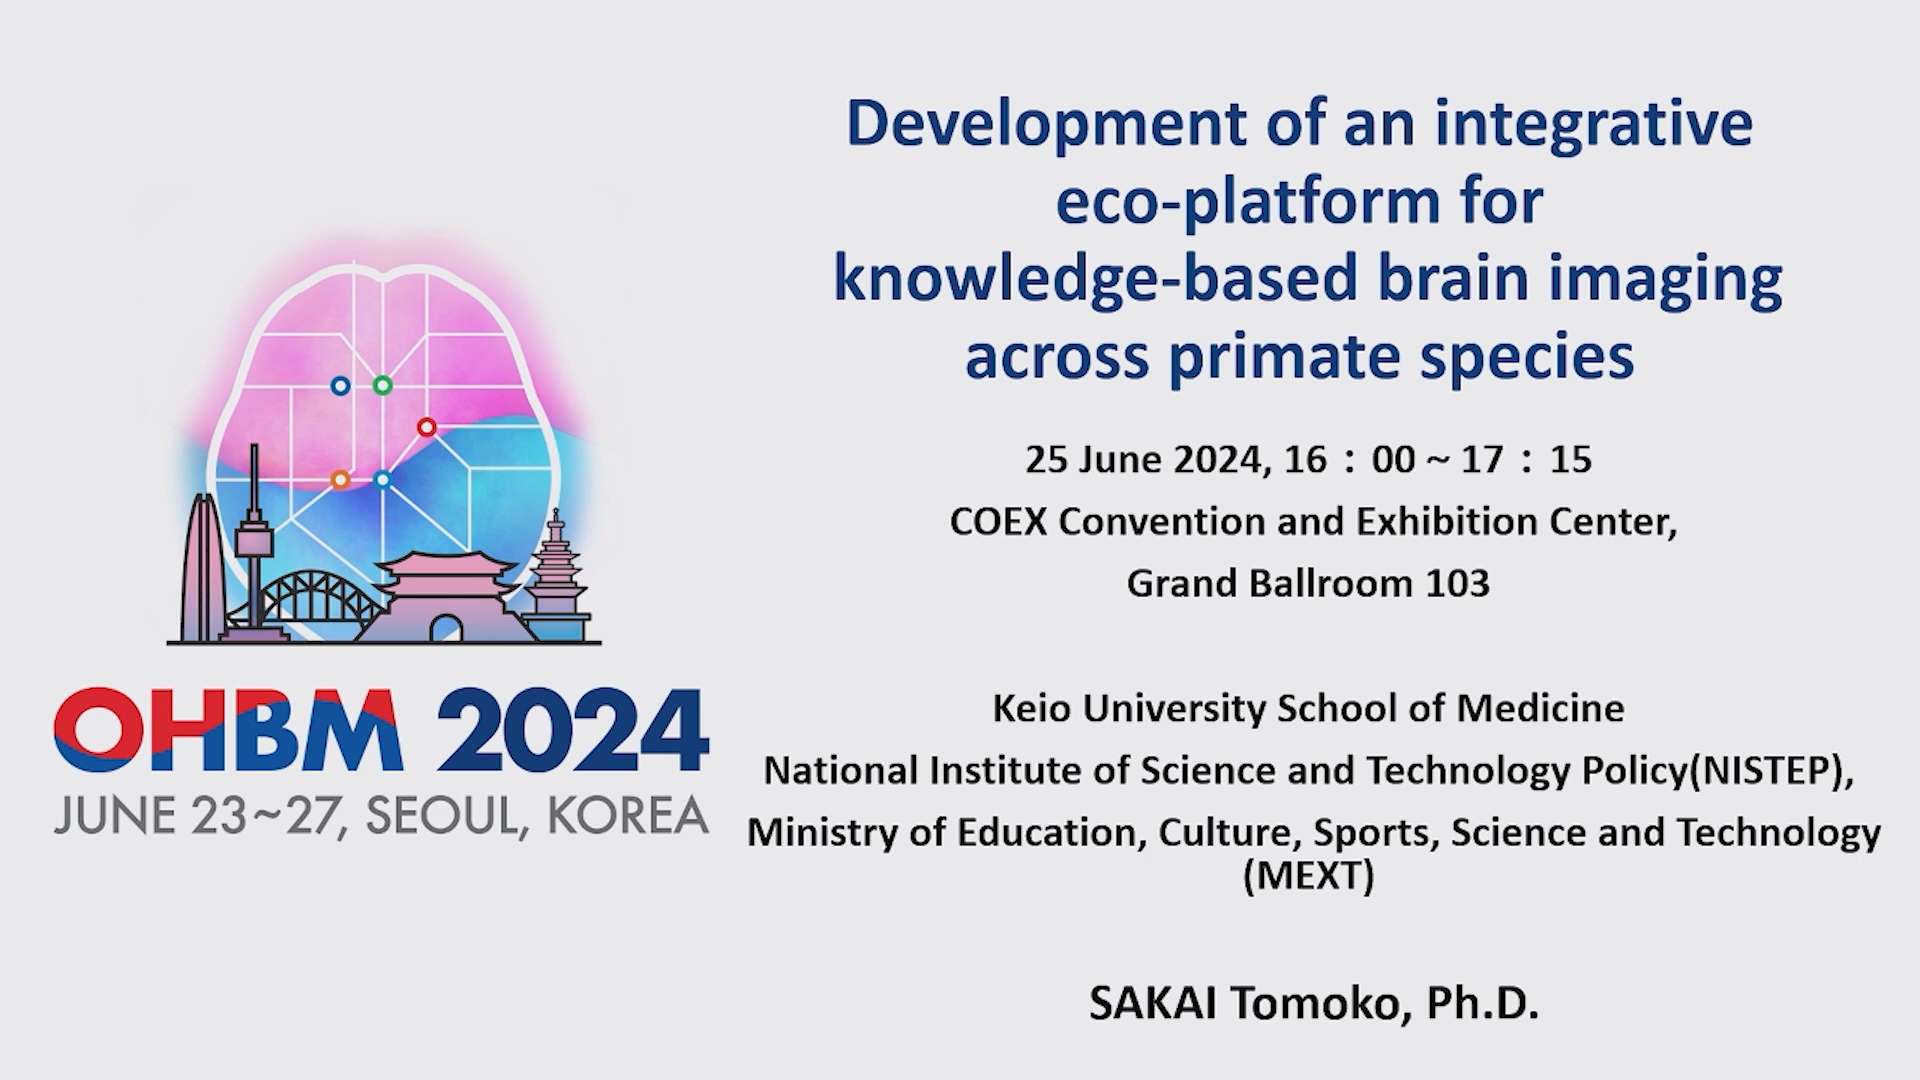 Development of an integrative
eco-platform for
knowledge-based brain imaging
across primate species
25 June 2024, 16：00 ~ 17：15
COEX Convention and Exhibition Center,
Grand Ballroom 103
Keio University School of Medicine
National Institute of Science and Technology Policy(NISTEP),
Ministry of Education, Culture, Sports, Science and Technology
(MEXT)
SAKAI Tomoko, Ph.D.
OHBM 2024
JUNE 23~27, SEOUL, KOREA